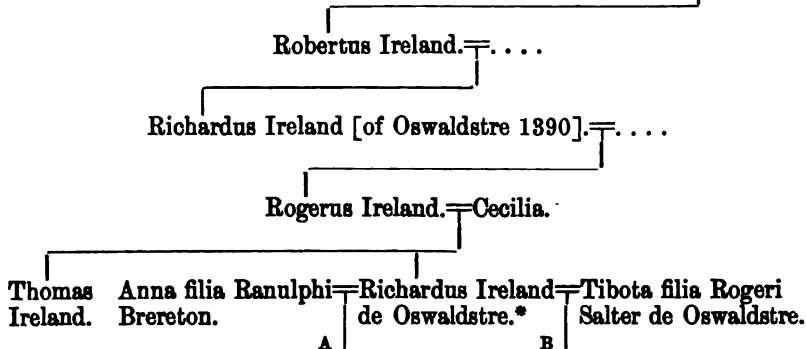 Robertus Ireland.=. . . .
Richardus Ireland [of Oswaldstre 1390].=. . . .
Rogerus Ireland.=Cecilia.
Thomas Ireland.
Anna filia Ranulphi Brereton.
=Richardus Ireland de Oswaldstre.*
=Tibota filia Rogeri Salter de Oswaldstre.
A B